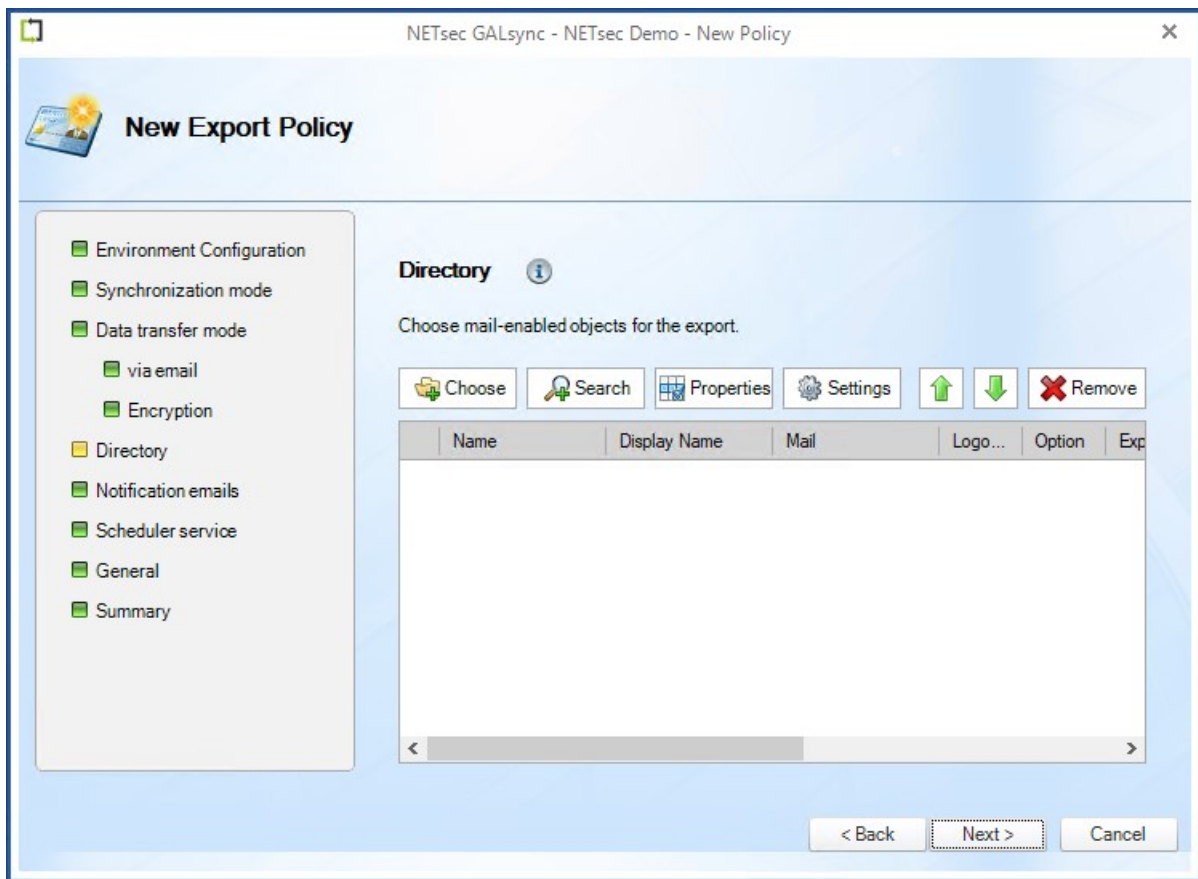 NETsec GALsync - NETsec Demo - New Policy
New Export Policy
Environment Configuration
Synchronization mode
Data transfer mode
via email
Encryption
Directory
Notification emails
Scheduler service
General
Summary
Directory
Choose mail-enabled objects for the export.
Choose Search Properties Settings Remove
Name Display Name Mail Logo... Option Exp
< Back Next > Cancel